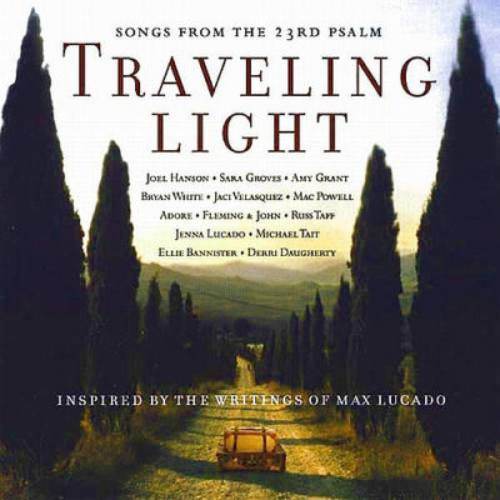 SONGS FROM THE 23RD PSALM
TRAVELING
LIGHT
JOEL HANSON • SARA GROVES • AMY GRANT
BRYAN WHITE • JACI VELASQUEZ • MAC POWELL
ADORE • FLEMING & JOHN • RUSS TAFF
JENNA LUCADO • MICHAEL TAIT
ELLIE BANNISTER • DERRI DAUGHERTY
INSPIRED BY THE WRITINGS OF MAX LUCADO